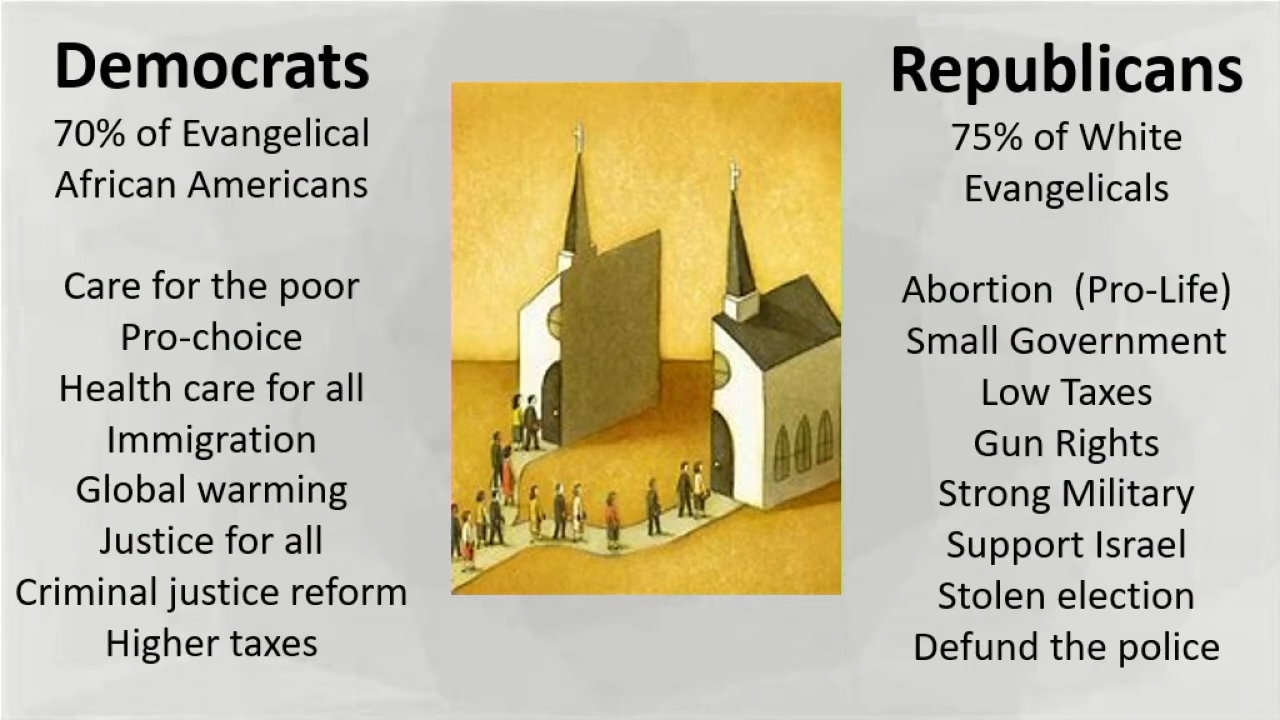 Democrats
70% of Evangelical
African Americans
Care for the poor
Pro-choice
Health care for all
Immigration
Global warming
Justice for all
Criminal justice reform
Higher taxes
Republicans
75% of White
Evangelicals
Abortion  (Pro-Life)
Small Government
Low Taxes
Gun Rights
Strong Military
Support Israel
Stolen election
Defund the police